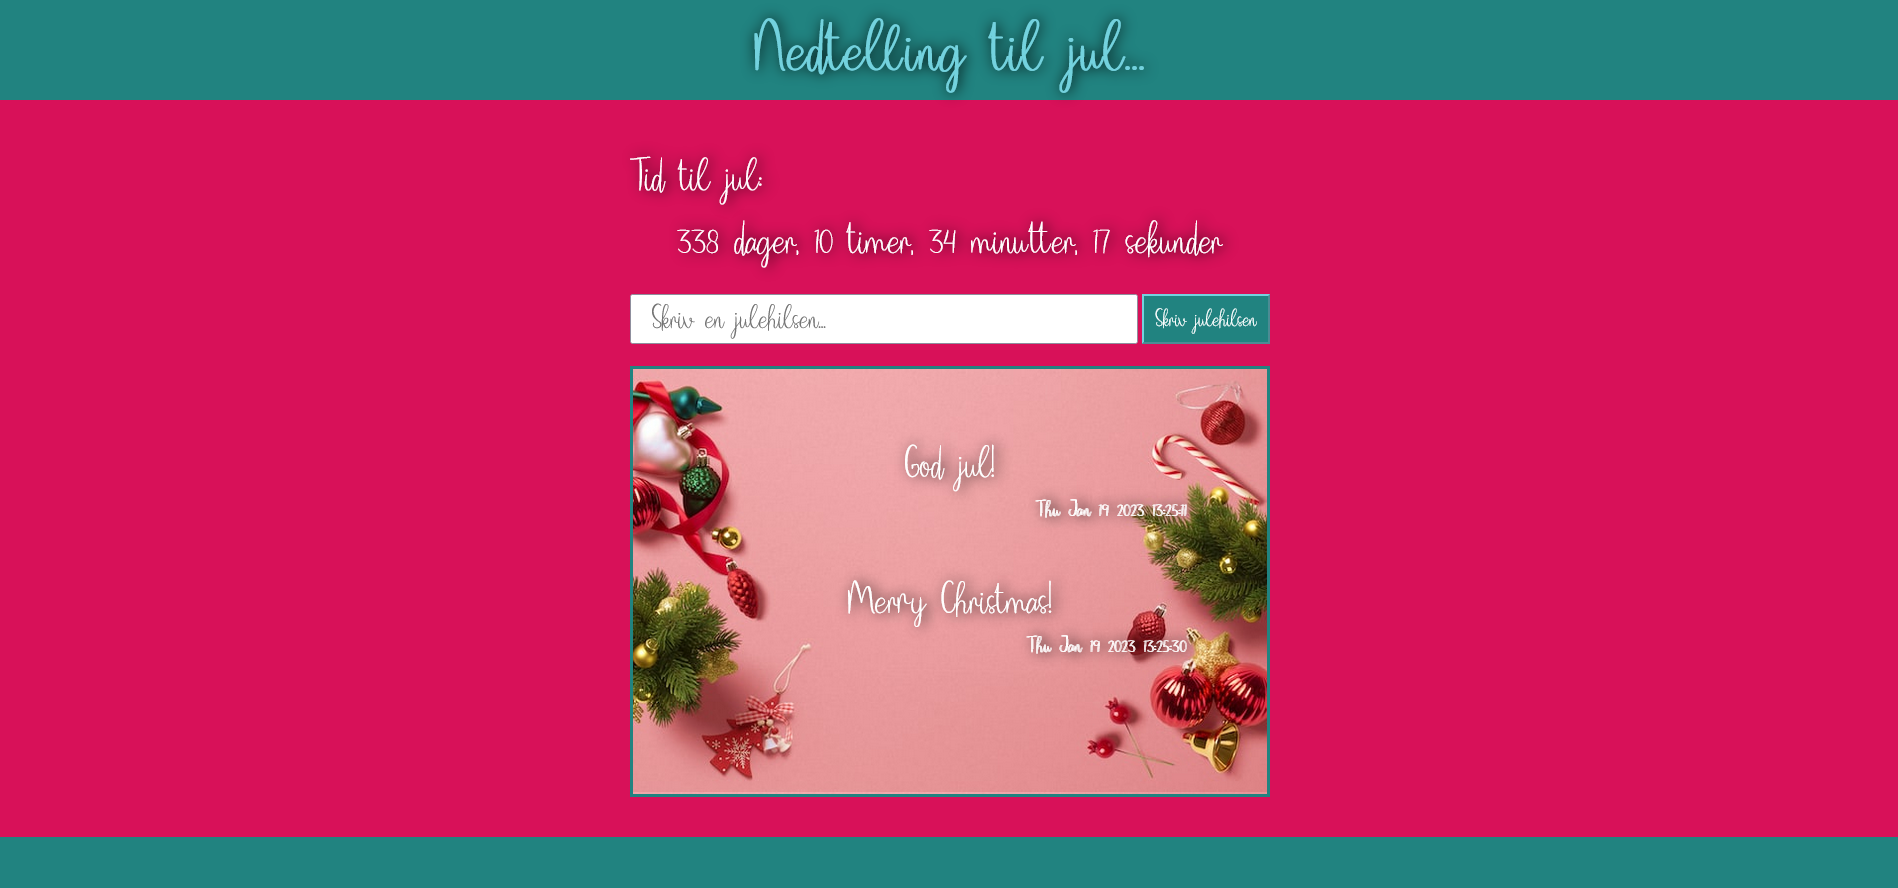 Nedtelling til jul...
Tid til jul:
338 dager, 10 timer, 34 minutter, 17 sekunder
Skriv en julehilsen...
Skriv julehilsen
God jul!
Thu Jan 19 2023 13:25:11
Merry Christmas!
Thu Jan 19 2023 13:25:30